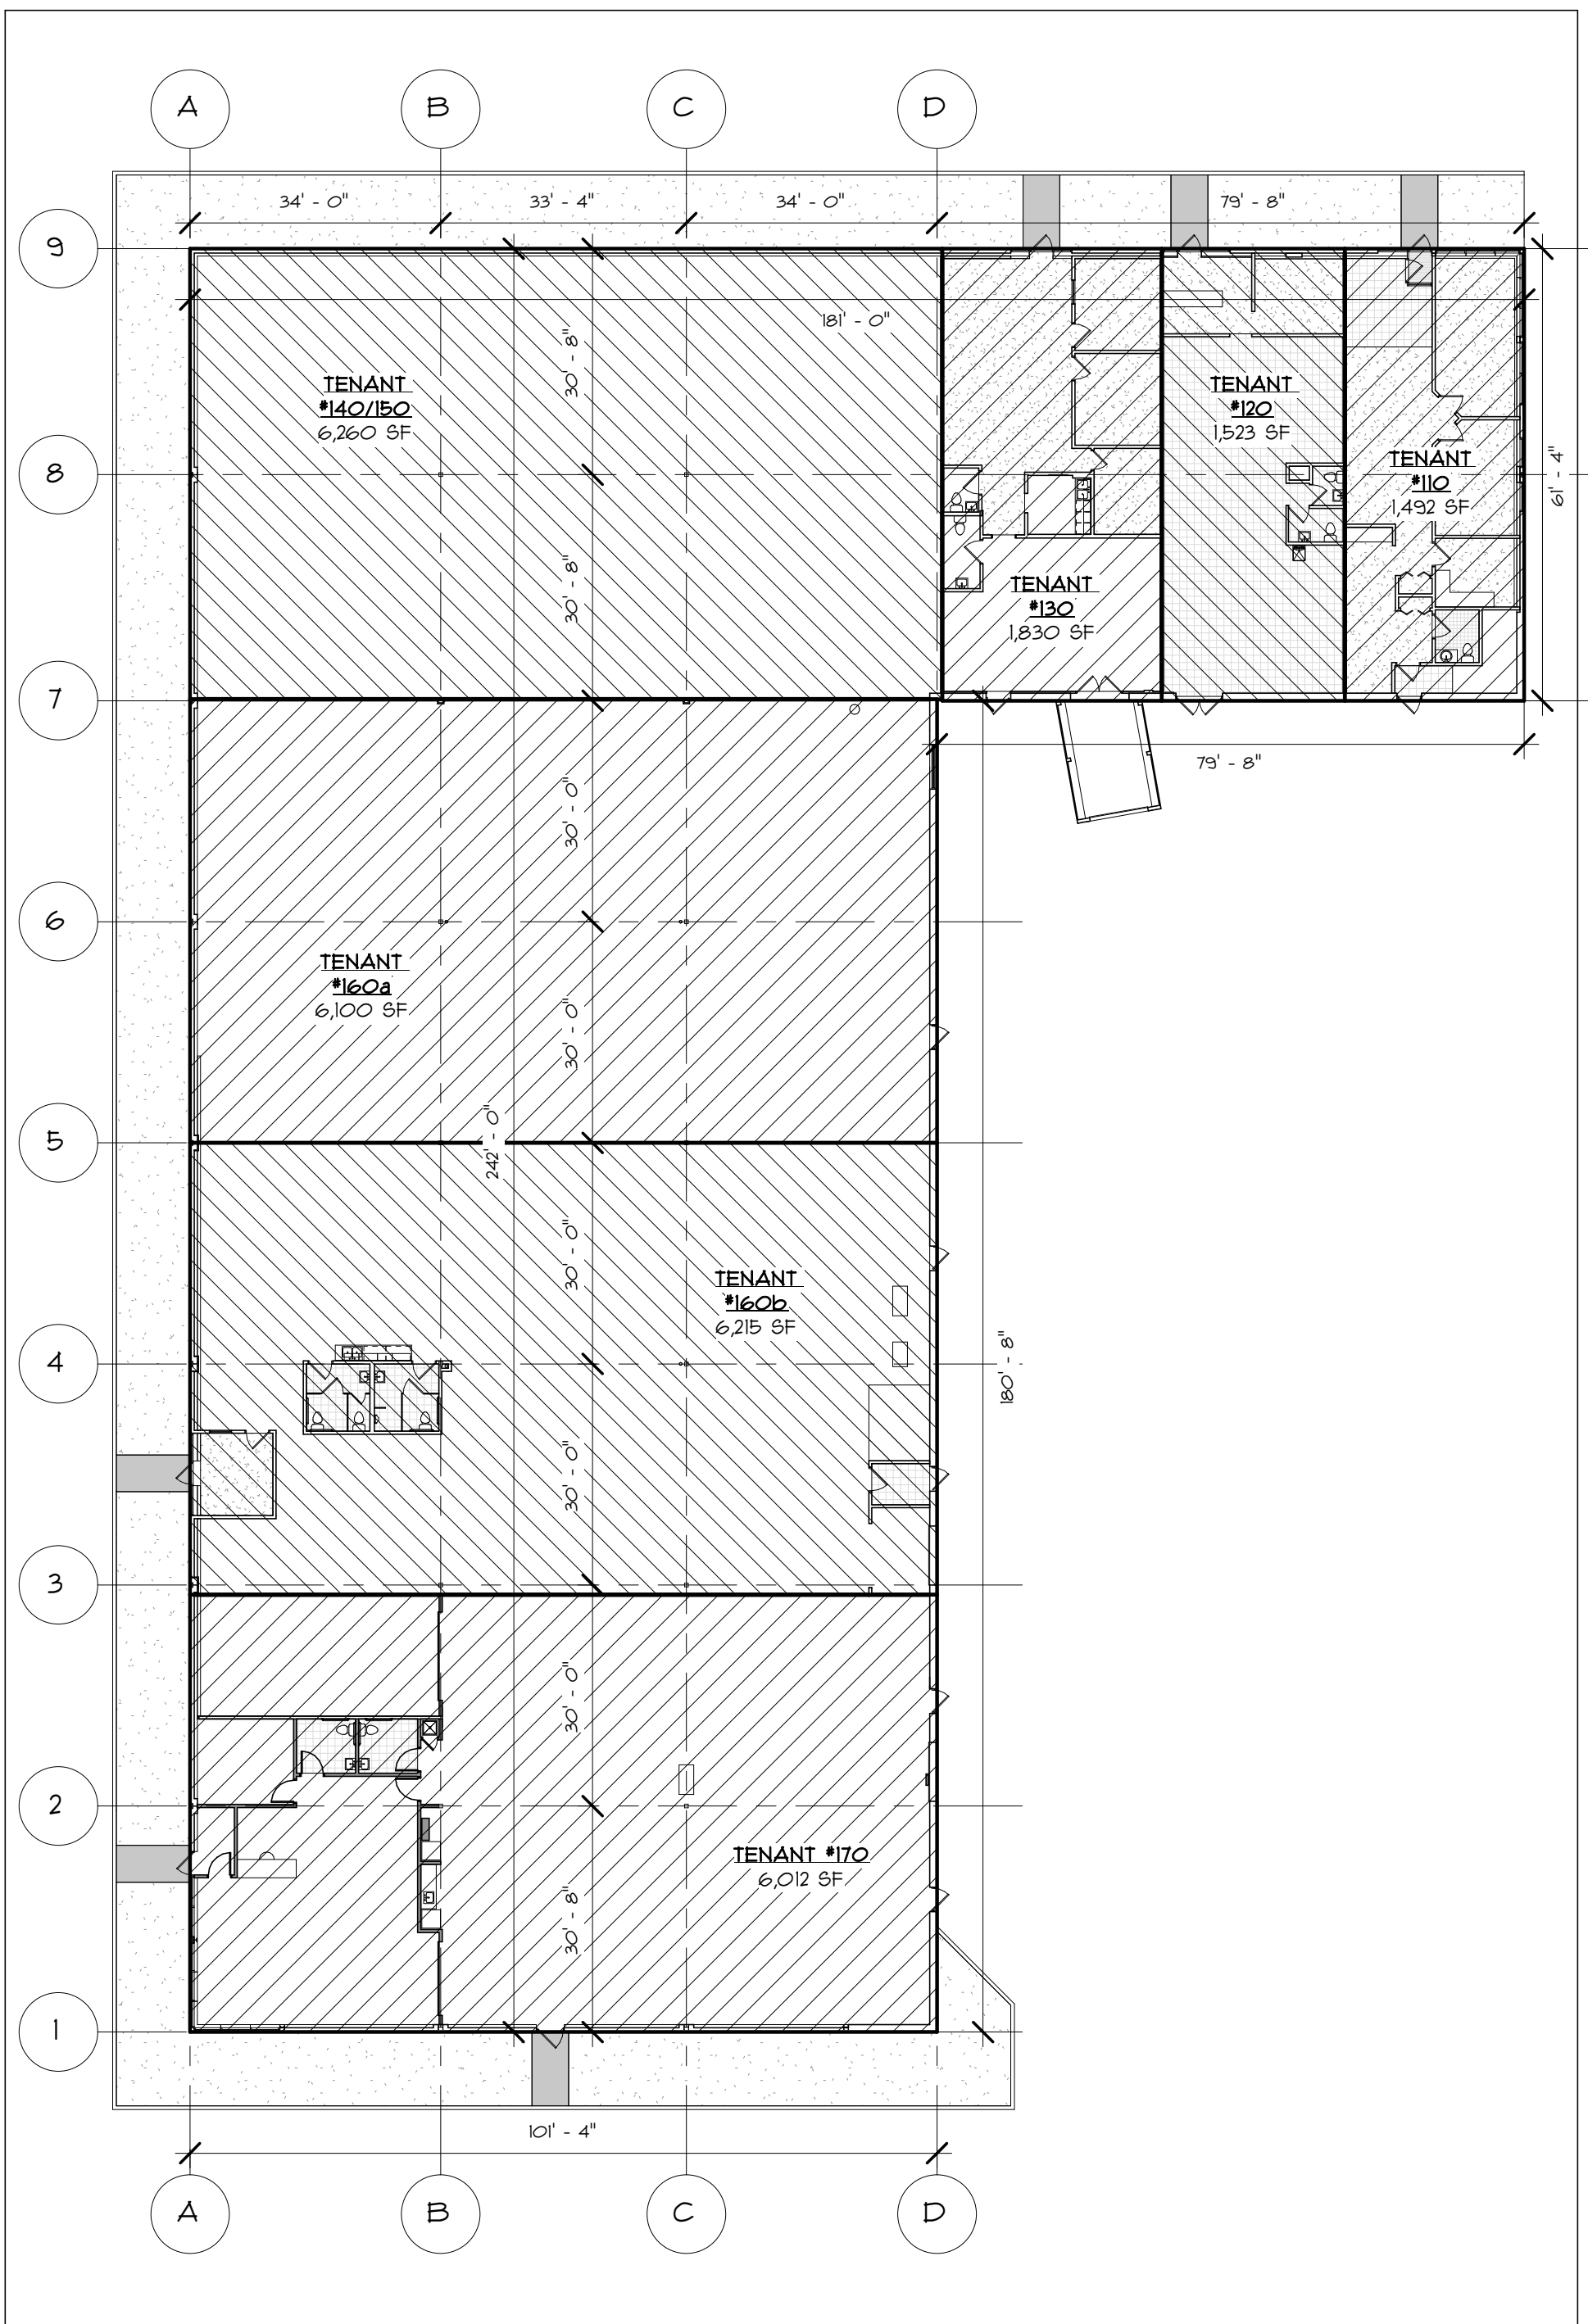 A
B
C
D
34' - 0"
33' - 4"
34' - 0"
79' - 8"
9
181' - 0"
30' - 8"
TENANT
#140/150
6,260 SF
TENANT
#120
1,523 SF
TENANT
#110
1,492 SF
61' - 4"
8
30' - 8"
TENANT
#130
1,830 SF
7
79' - 8"
30' - 0"
6
TENANT
#160a
6,100 SF
30' - 0"
5
242' - 0"
30' - 0"
TENANT
#160b
6,215 SF
4
180' - 8"
30' - 0"
3
30' - 0"
2
TENANT #170
6,012 SF
30' - 8"
1
101' - 4"
A
B
C
D